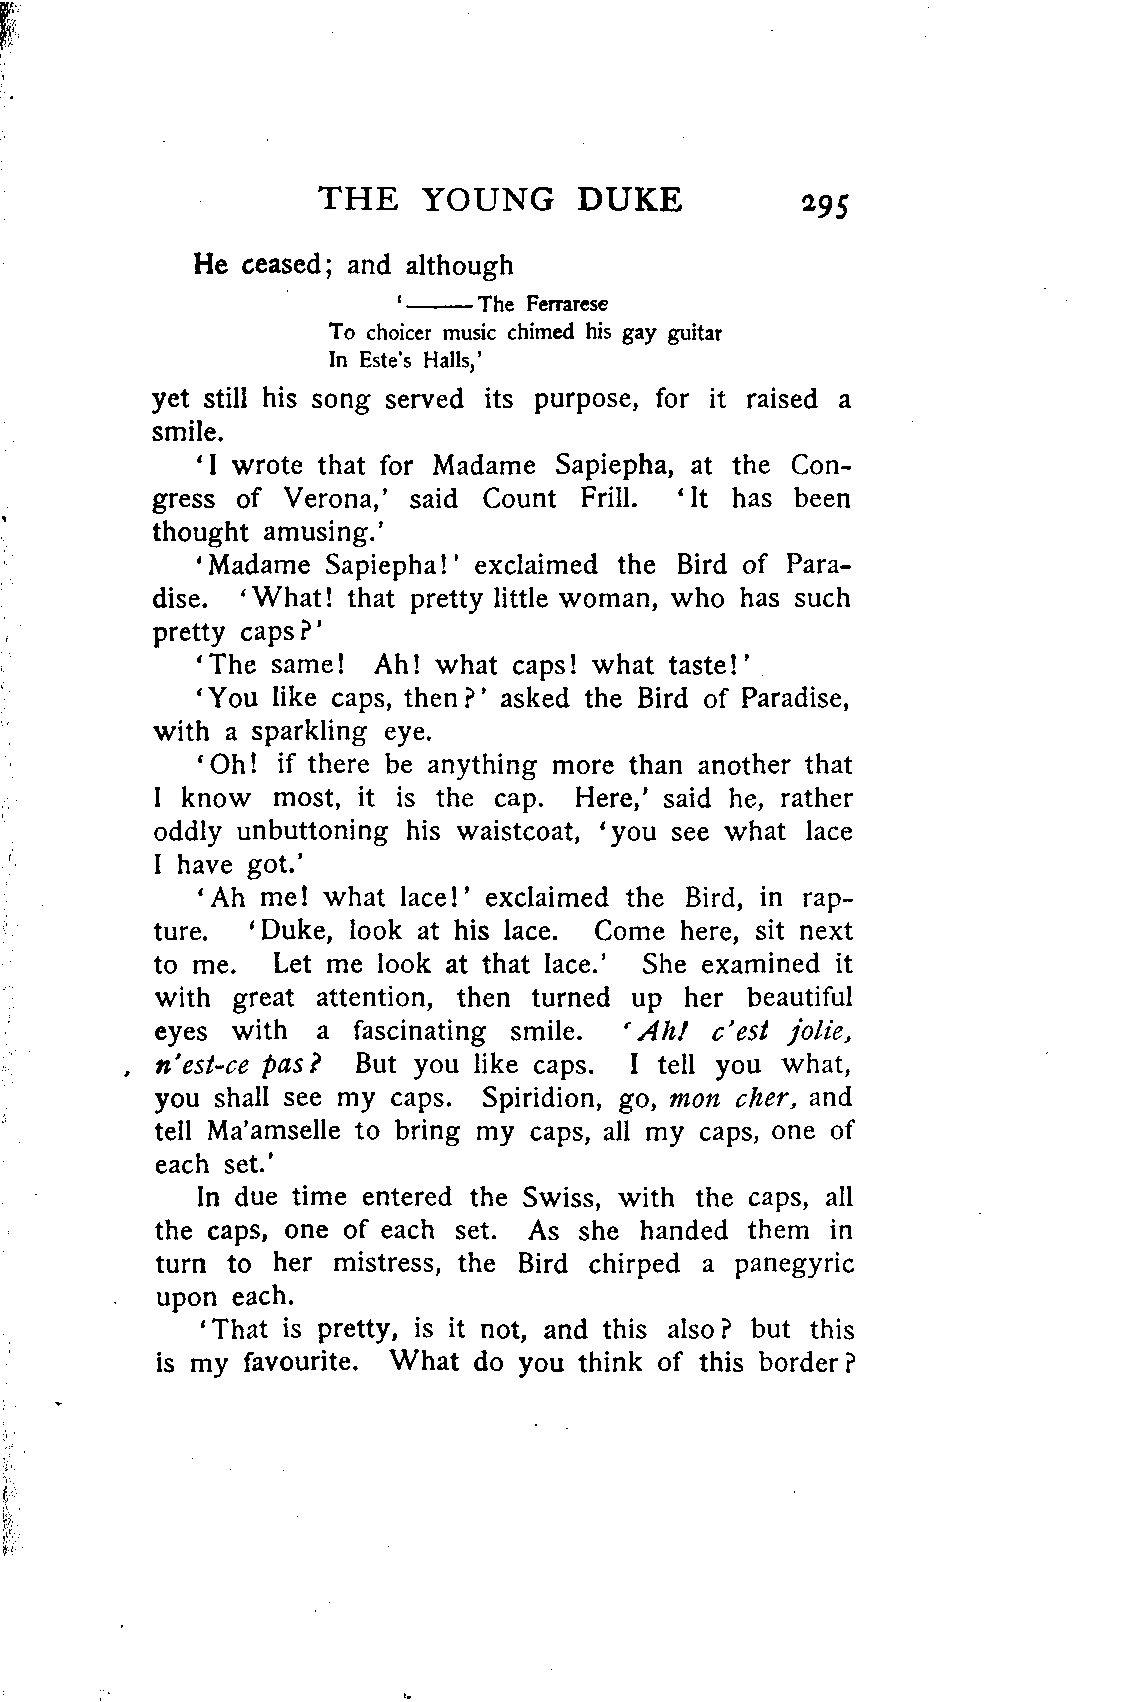 THE YOUNG DUKE 295
He ceased; and although
‘———The Ferrarese
To choicer music chimed his gay guitar
In Este's Halls,’
yet still his song served its purpose, for it raised a
smile.
‘I wrote that for Madame Sapiepha, at the Con-
gress of Verona,’ said Count Frill. ‘It has been
thought amusing.’
‘Madame Sapiepha!’ exclaimed the Bird of Para-
dise. ‘What! that pretty little woman, who has such
pretty caps?’
‘The same! Ah! what caps! what taste!’
‘You like caps, then?’ asked the Bird of Paradise,
with a sparkling eye.
‘Oh! if there be anything more than another that
I know most, it is the cap. Here,’ said he, rather
oddly unbuttoning his waistcoat, ‘you see what lace
I have got.’
‘Ah me! what lace!’ exclaimed the Bird, in rap-
ture. ‘Duke, look at his lace. Come here, sit next
to me. Let me look at that lace.’ She examined it
with great attention, then turned up her beautiful
eyes with a fascinating smile. ‘Ah! c'est jolie,
n'est-ce pas? But you like caps. I tell you what,
you shall see my caps. Spiridion, go, mon cher, and
tell Ma'amselle to bring my caps, all my caps, one of
each set.’
In due time entered the Swiss, with the caps, all
the caps, one of each set. As she handed them in
turn to her mistress, the Bird chirped a panegyric
upon each.
‘That is pretty, is it not, and this also? but this
is my favourite. What do you think of this border?